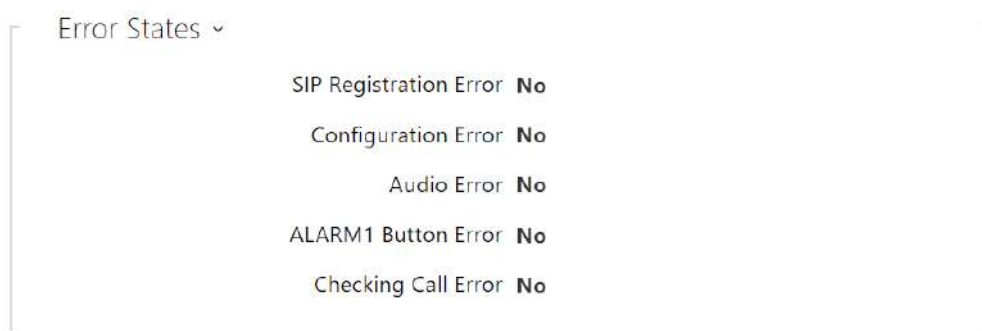 Error States
SIP Registration Error No
Configuration Error No
Audio Error No
ALARM1 Button Error No
Checking Call Error No